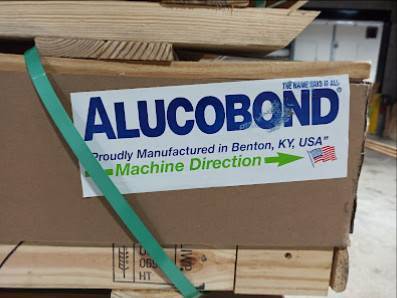 THE NAME SAYS IT ALL.
ALUCOBOND®
"Proudly Manufactured in Benton, KY, USA"
Machine Direction
HT